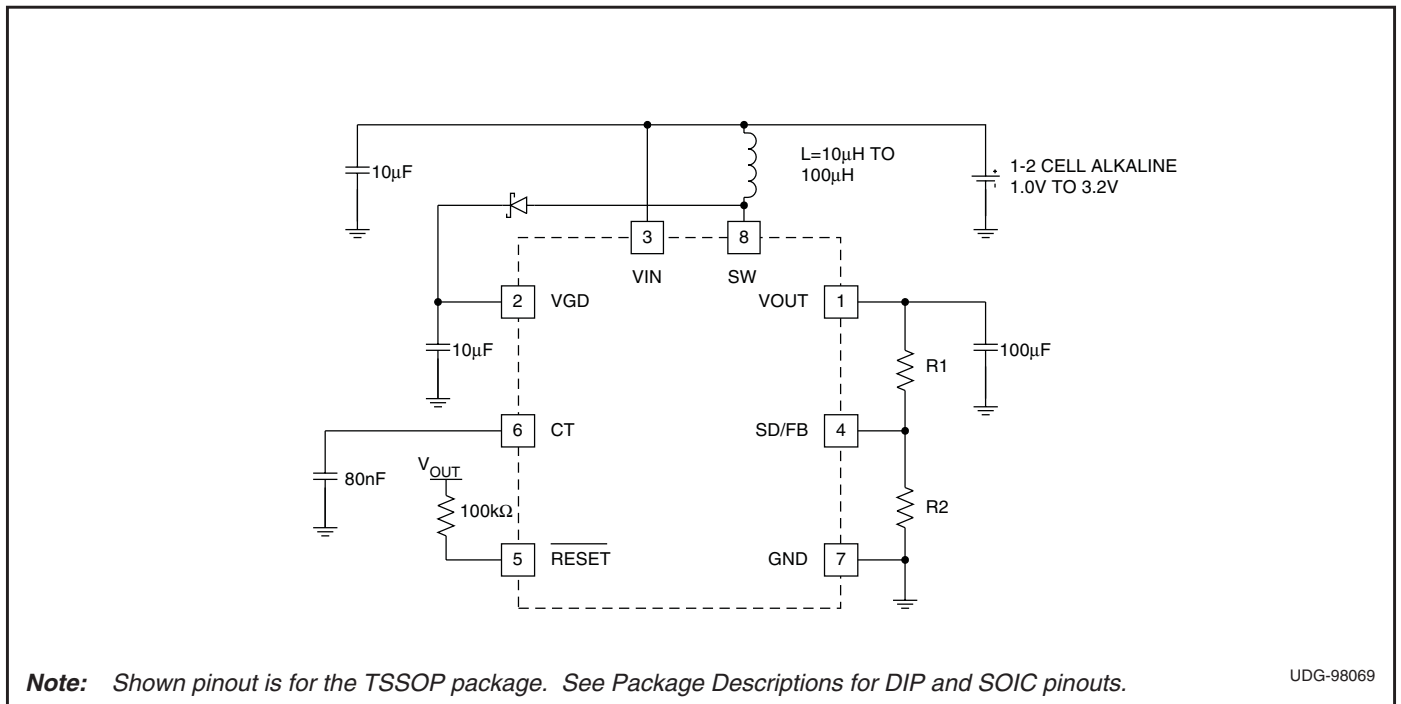 10μF
L=10μH TO
100μH
1-2 CELL ALKALINE
1.0V TO 3.2V
3
8
VIN
SW
2
VGD
VOUT
1
10μF
R1
100μF
6
CT
SD/FB
4
80nF
VOUT
100kΩ
R2
5
RESET
GND
7
Note: Shown pinout is for the TSSOP package. See Package Descriptions for DIP and SOIC pinouts.
UDG-98069